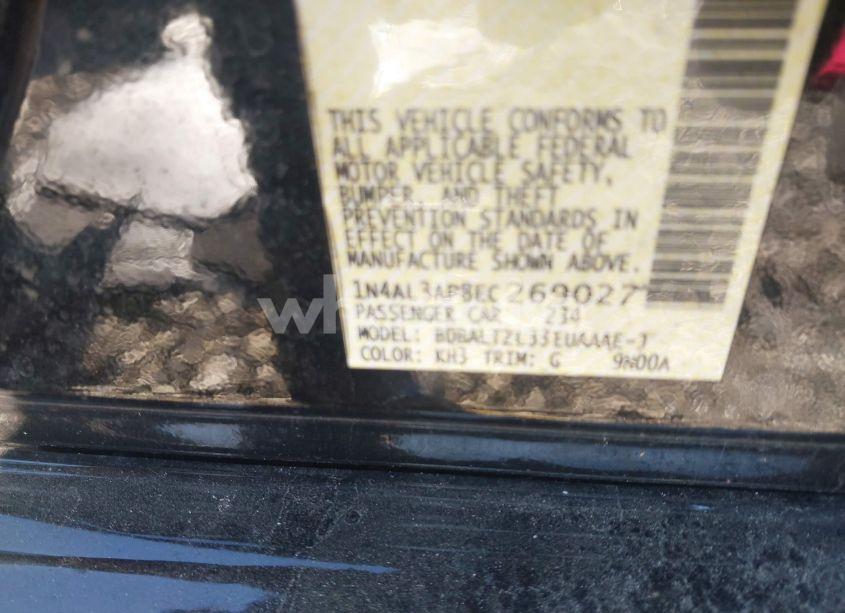 THIS VEHICLE CONFORMS TO
ALL APPLICABLE FEDERAL
MOTOR VEHICLE SAFETY,
BUMPER, AND THEFT
PREVENTION STANDARDS IN
EFFECT ON THE DATE OF
MANUFACTURE SHOWN ABOVE.
1N4AL3AP8EC269027
PASSENGER CAR 234
MODEL: BDBALTZL33EUAAAE-J
COLOR: KH3 TRIM: G